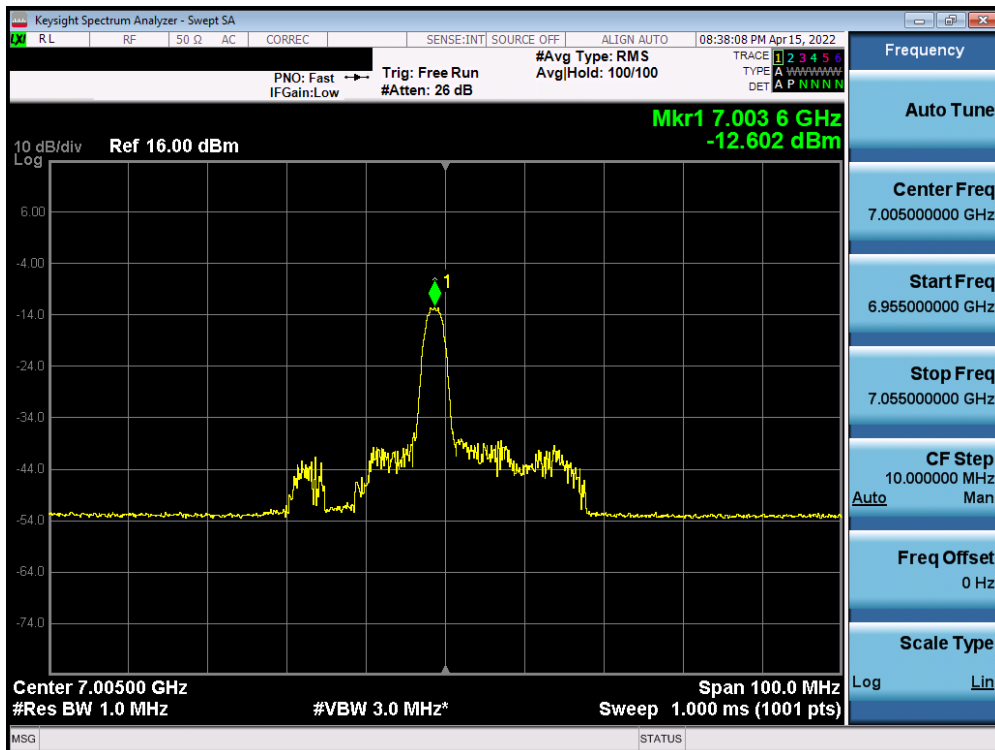 Keysight Spectrum Analyzer - Swept SA
LXI RL RF 50 Ω AC CORREC SENSE:INT SOURCE OFF ALIGN AUTO 08:38:08 PM Apr 15, 2022
PNO: Fast Trig: Free Run #Avg Type: RMS TRACE 1 2 3 4 5 6
IFGain:Low #Atten: 26 dB Avg|Hold: 100/100 TYPE A WWWWW
DET A P N N N N
Mkr1 7.003 6 GHz
-12.602 dBm
10 dB/div Ref 16.00 dBm
Log
6.00
-4.00
1
-14.0
-24.0
-34.0
-44.0
-54.0
-64.0
-74.0
Center 7.00500 GHz Span 100.0 MHz
#Res BW 1.0 MHz #VBW 3.0 MHz* Sweep 1.000 ms (1001 pts)
MSG STATUS
Frequency
Auto Tune
Center Freq
7.005000000 GHz
Start Freq
6.955000000 GHz
Stop Freq
7.055000000 GHz
CF Step
10.000000 MHz
Auto Man
Freq Offset
0 Hz
Scale Type
Log Lin